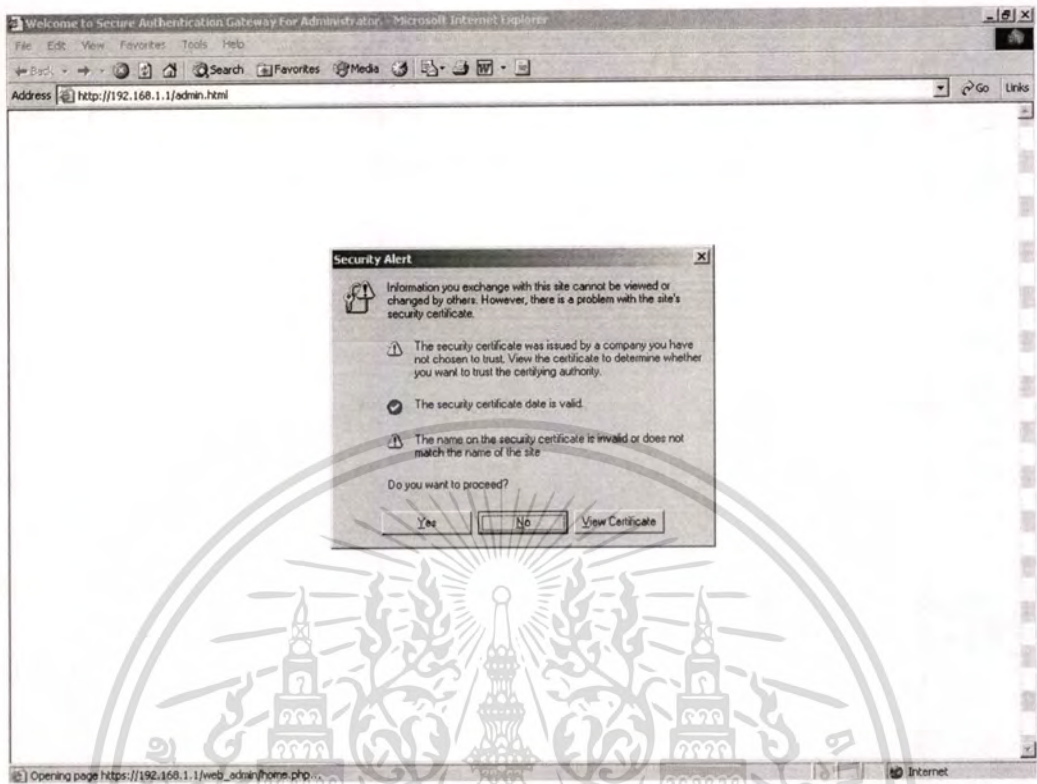 Welcome to Secure Authentication Gateway For Administrator. - Microsoft Internet Explorer
File Edit View Favorites Tools Help
Back Search Favorites Media
Address http://192.168.1.1/admin.html Go Links
Security Alert
Information you exchange with this site cannot be viewed or
changed by others. However, there is a problem with the site's
security certificate.
The security certificate was issued by a company you have
not chosen to trust. View the certificate to determine whether
you want to trust the certifying authority.
The security certificate date is valid.
The name on the security certificate is invalid or does not
match the name of the site
Do you want to proceed?
Yes No View Certificate
Opening page https://192.168.1.1/web_admin/home.php... Internet